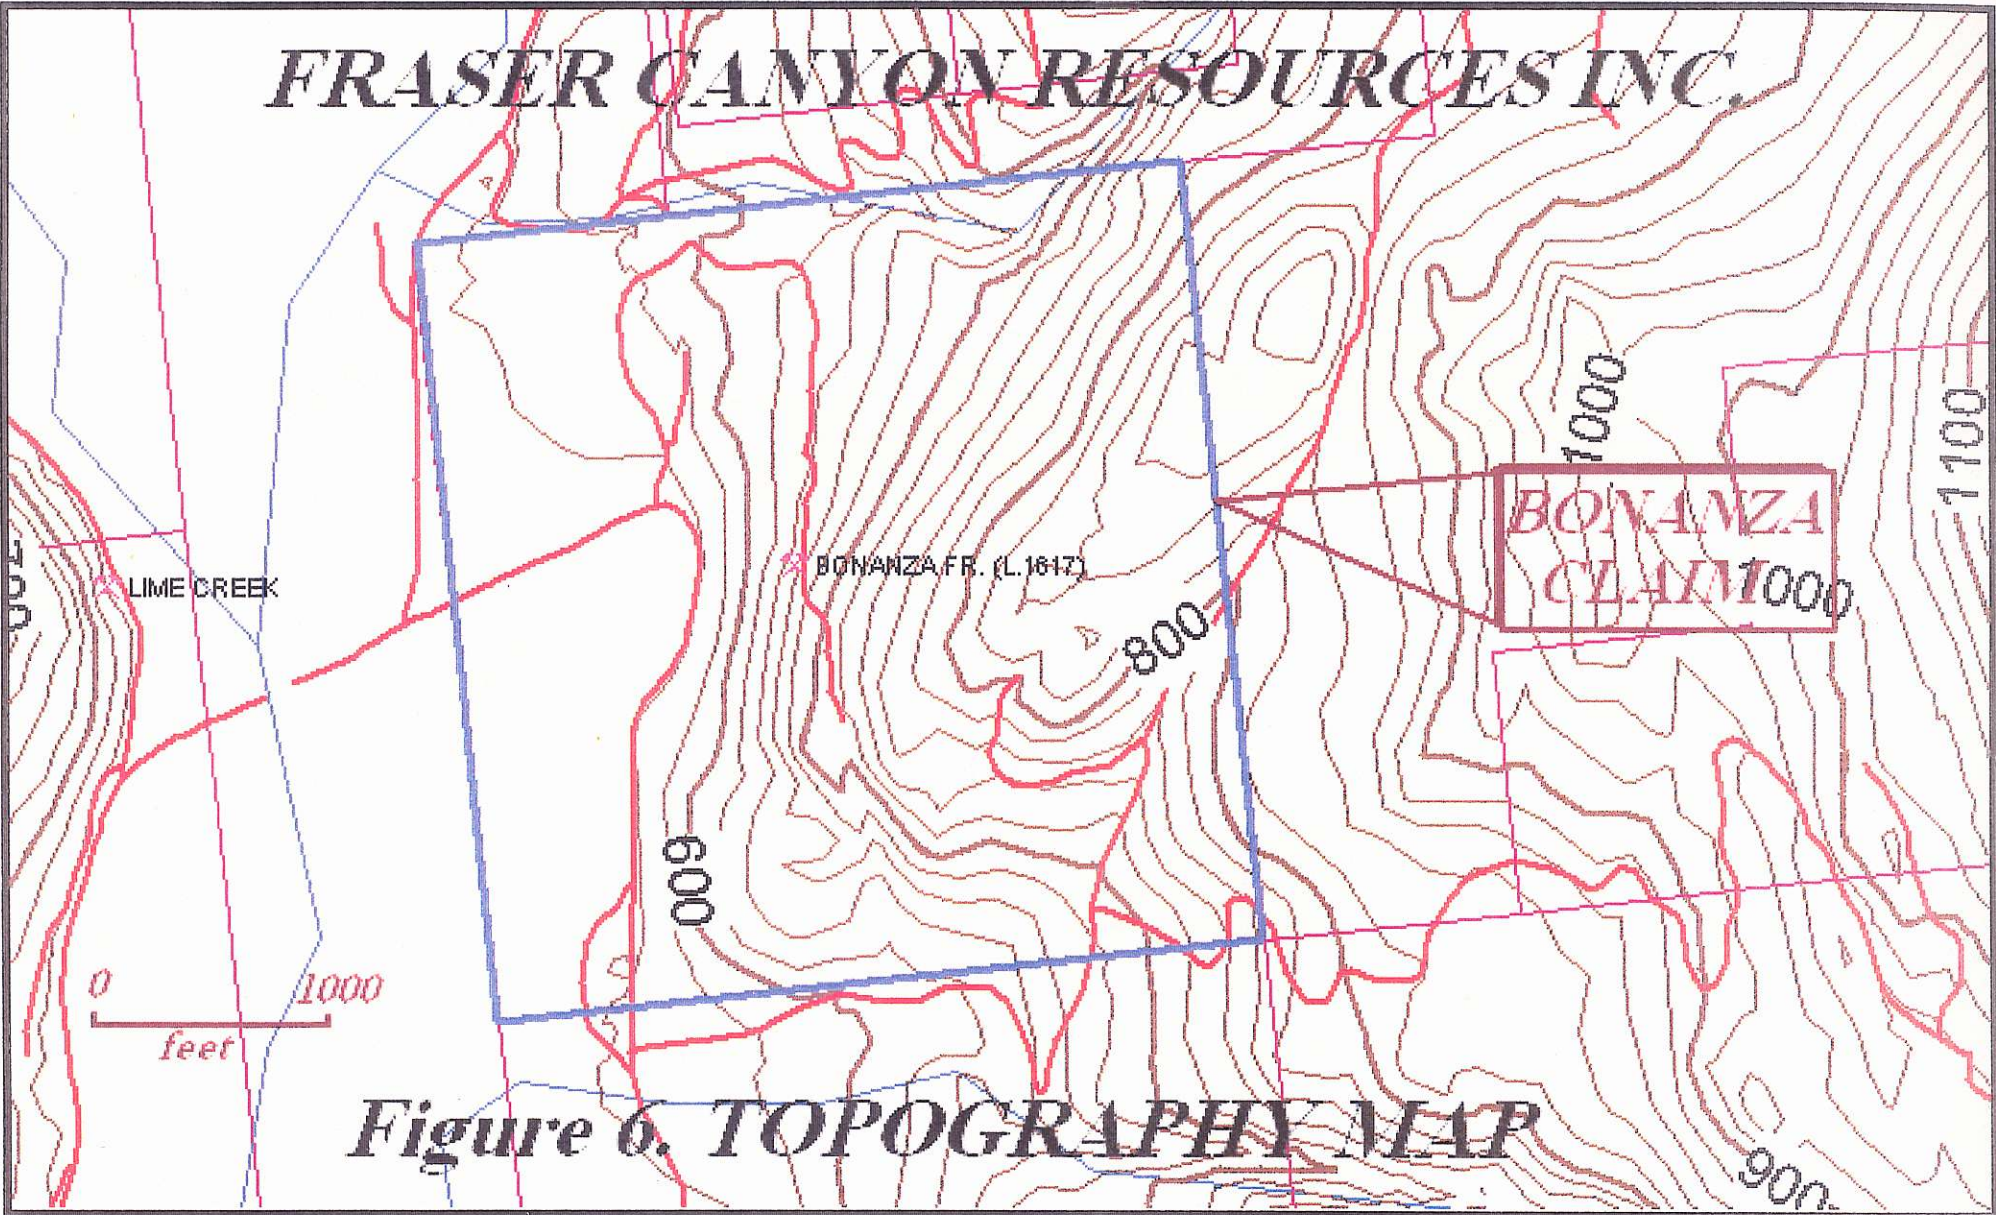 FRASER CANYON RESOURCES INC.
1000
1100
BONANZA
CLAIM
1000
BONANZA FR. (L.1617)
LIME CREEK
800
600
0 1000
feet
Figure 6. TOPOGRAPHY MAP
900